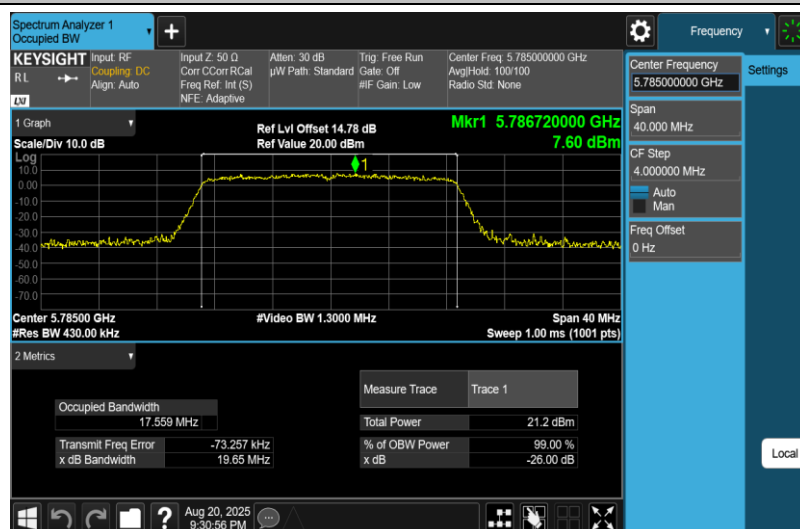 Spectrum Analyzer 1
Occupied BW
+
Frequency
KEYSIGHT
R L
LXI
Input: RF
Coupling: DC
Align: Auto
Input Z: 50 Ω
Corr CCorr RCal
Freq Ref: Int (S)
NFE: Adaptive
Atten: 30 dB
µW Path: Standard
Trig: Free Run
Gate: Off
#IF Gain: Low
Center Freq: 5.785000000 GHz
Avg|Hold: 100/100
Radio Std: None
1 Graph
Scale/Div 10.0 dB
Ref Lvl Offset 14.78 dB
Ref Value 20.00 dBm
Mkr1 5.786720000 GHz
7.60 dBm
Log
10.0
0.00
-10.0
-20.0
-30.0
-40.0
-50.0
-60.0
-70.0
1
Center 5.78500 GHz
#Res BW 430.00 kHz
#Video BW 1.3000 MHz
Span 40 MHz
Sweep 1.00 ms (1001 pts)
2 Metrics
Occupied Bandwidth
17.559 MHz
Transmit Freq Error -73.257 kHz
x dB Bandwidth 19.65 MHz
Measure Trace Trace 1
Total Power 21.2 dBm
% of OBW Power 99.00 %
x dB -26.00 dB
Center Frequency
5.785000000 GHz
Span
40.000 MHz
CF Step
4.000000 MHz
Auto
Man
Freq Offset
0 Hz
Settings
Local
?
Aug 20, 2025
9:30:56 PM